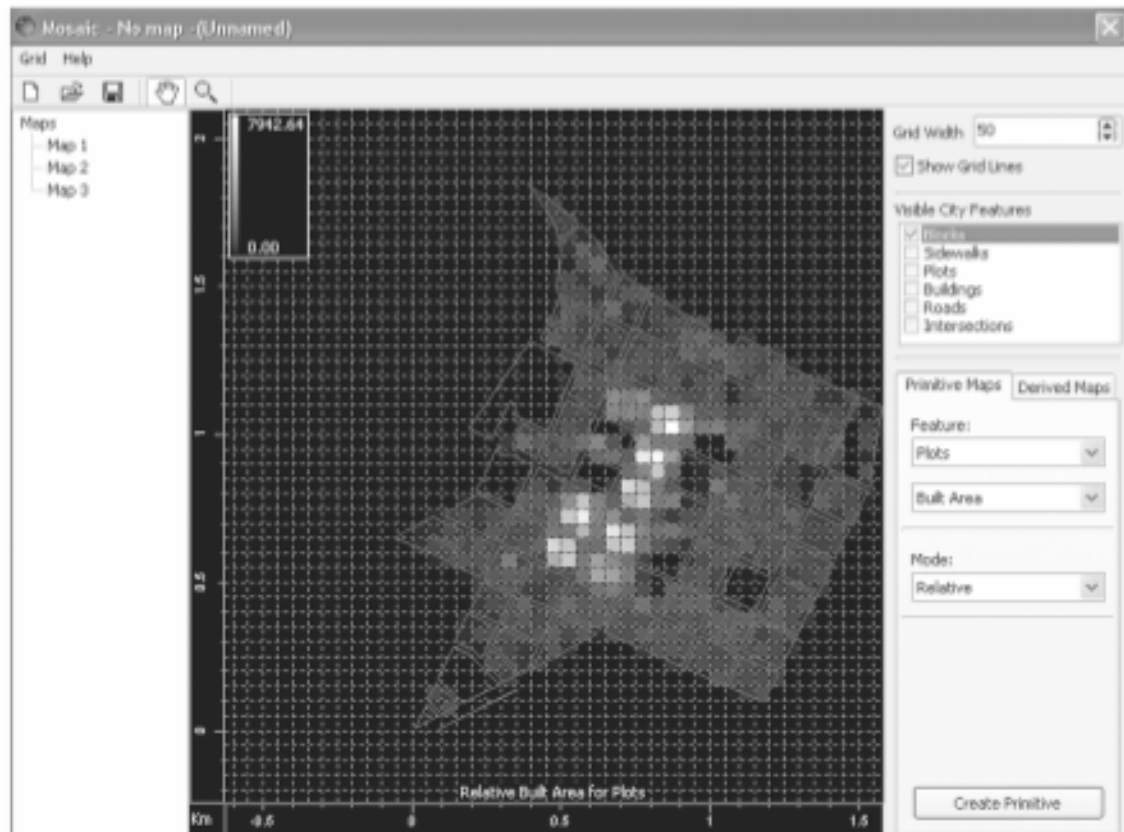 Mosaic - No map -(Unnamed)
Grid Help
Maps
Map 1
Map 2
Map 3
7942.64
0.00
2
1.5
1
0.5
0
Relative Built Area for Plots
Km -0.5 0 0.5 1 1.5
Grid Width 50
Show Grid Lines
Visible City Features
Blocks
Sidewalks
Plots
Buildings
Roads
Intersections
Primitive Maps Derived Maps
Feature:
Plots
Built Area
Mode:
Relative
Create Primitive